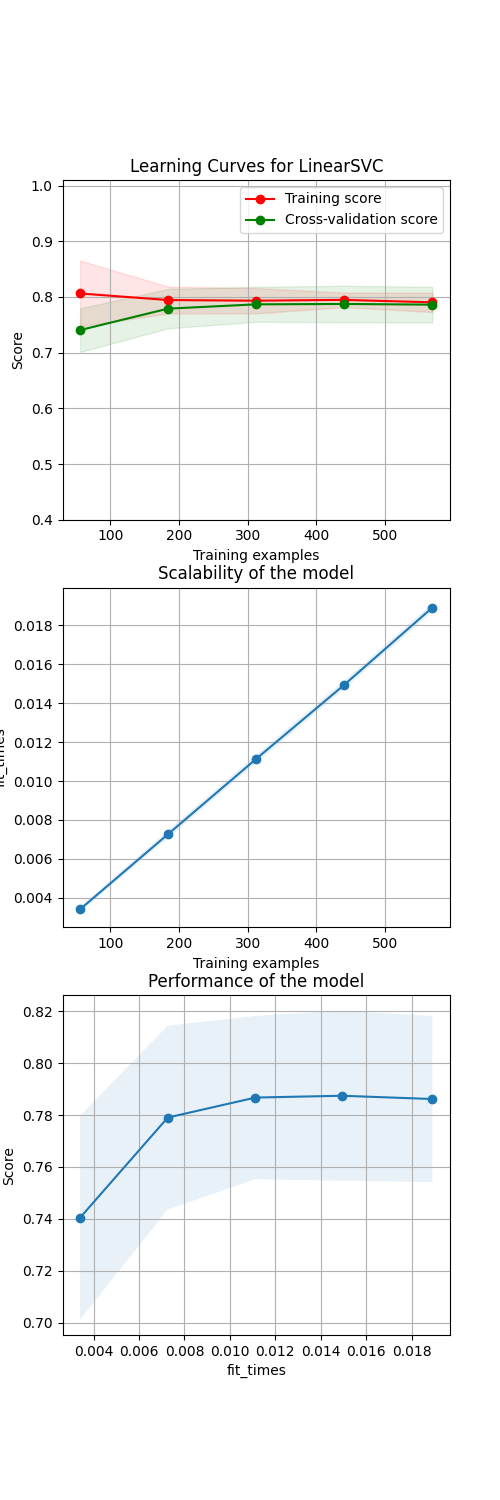 Learning Curves for LinearSVC
1.0
0.9
0.8
0.7
0.6
0.5
0.4
Score
Training score
Cross-validation score
100 200 300 400 500
Training examples
Scalability of the model
0.018
0.016
0.014
0.012
0.010
0.008
0.006
0.004
fit_times
100 200 300 400 500
Training examples
Performance of the model
0.82
0.80
0.78
0.76
0.74
0.72
0.70
Score
0.004 0.006 0.008 0.010 0.012 0.014 0.016 0.018
fit_times